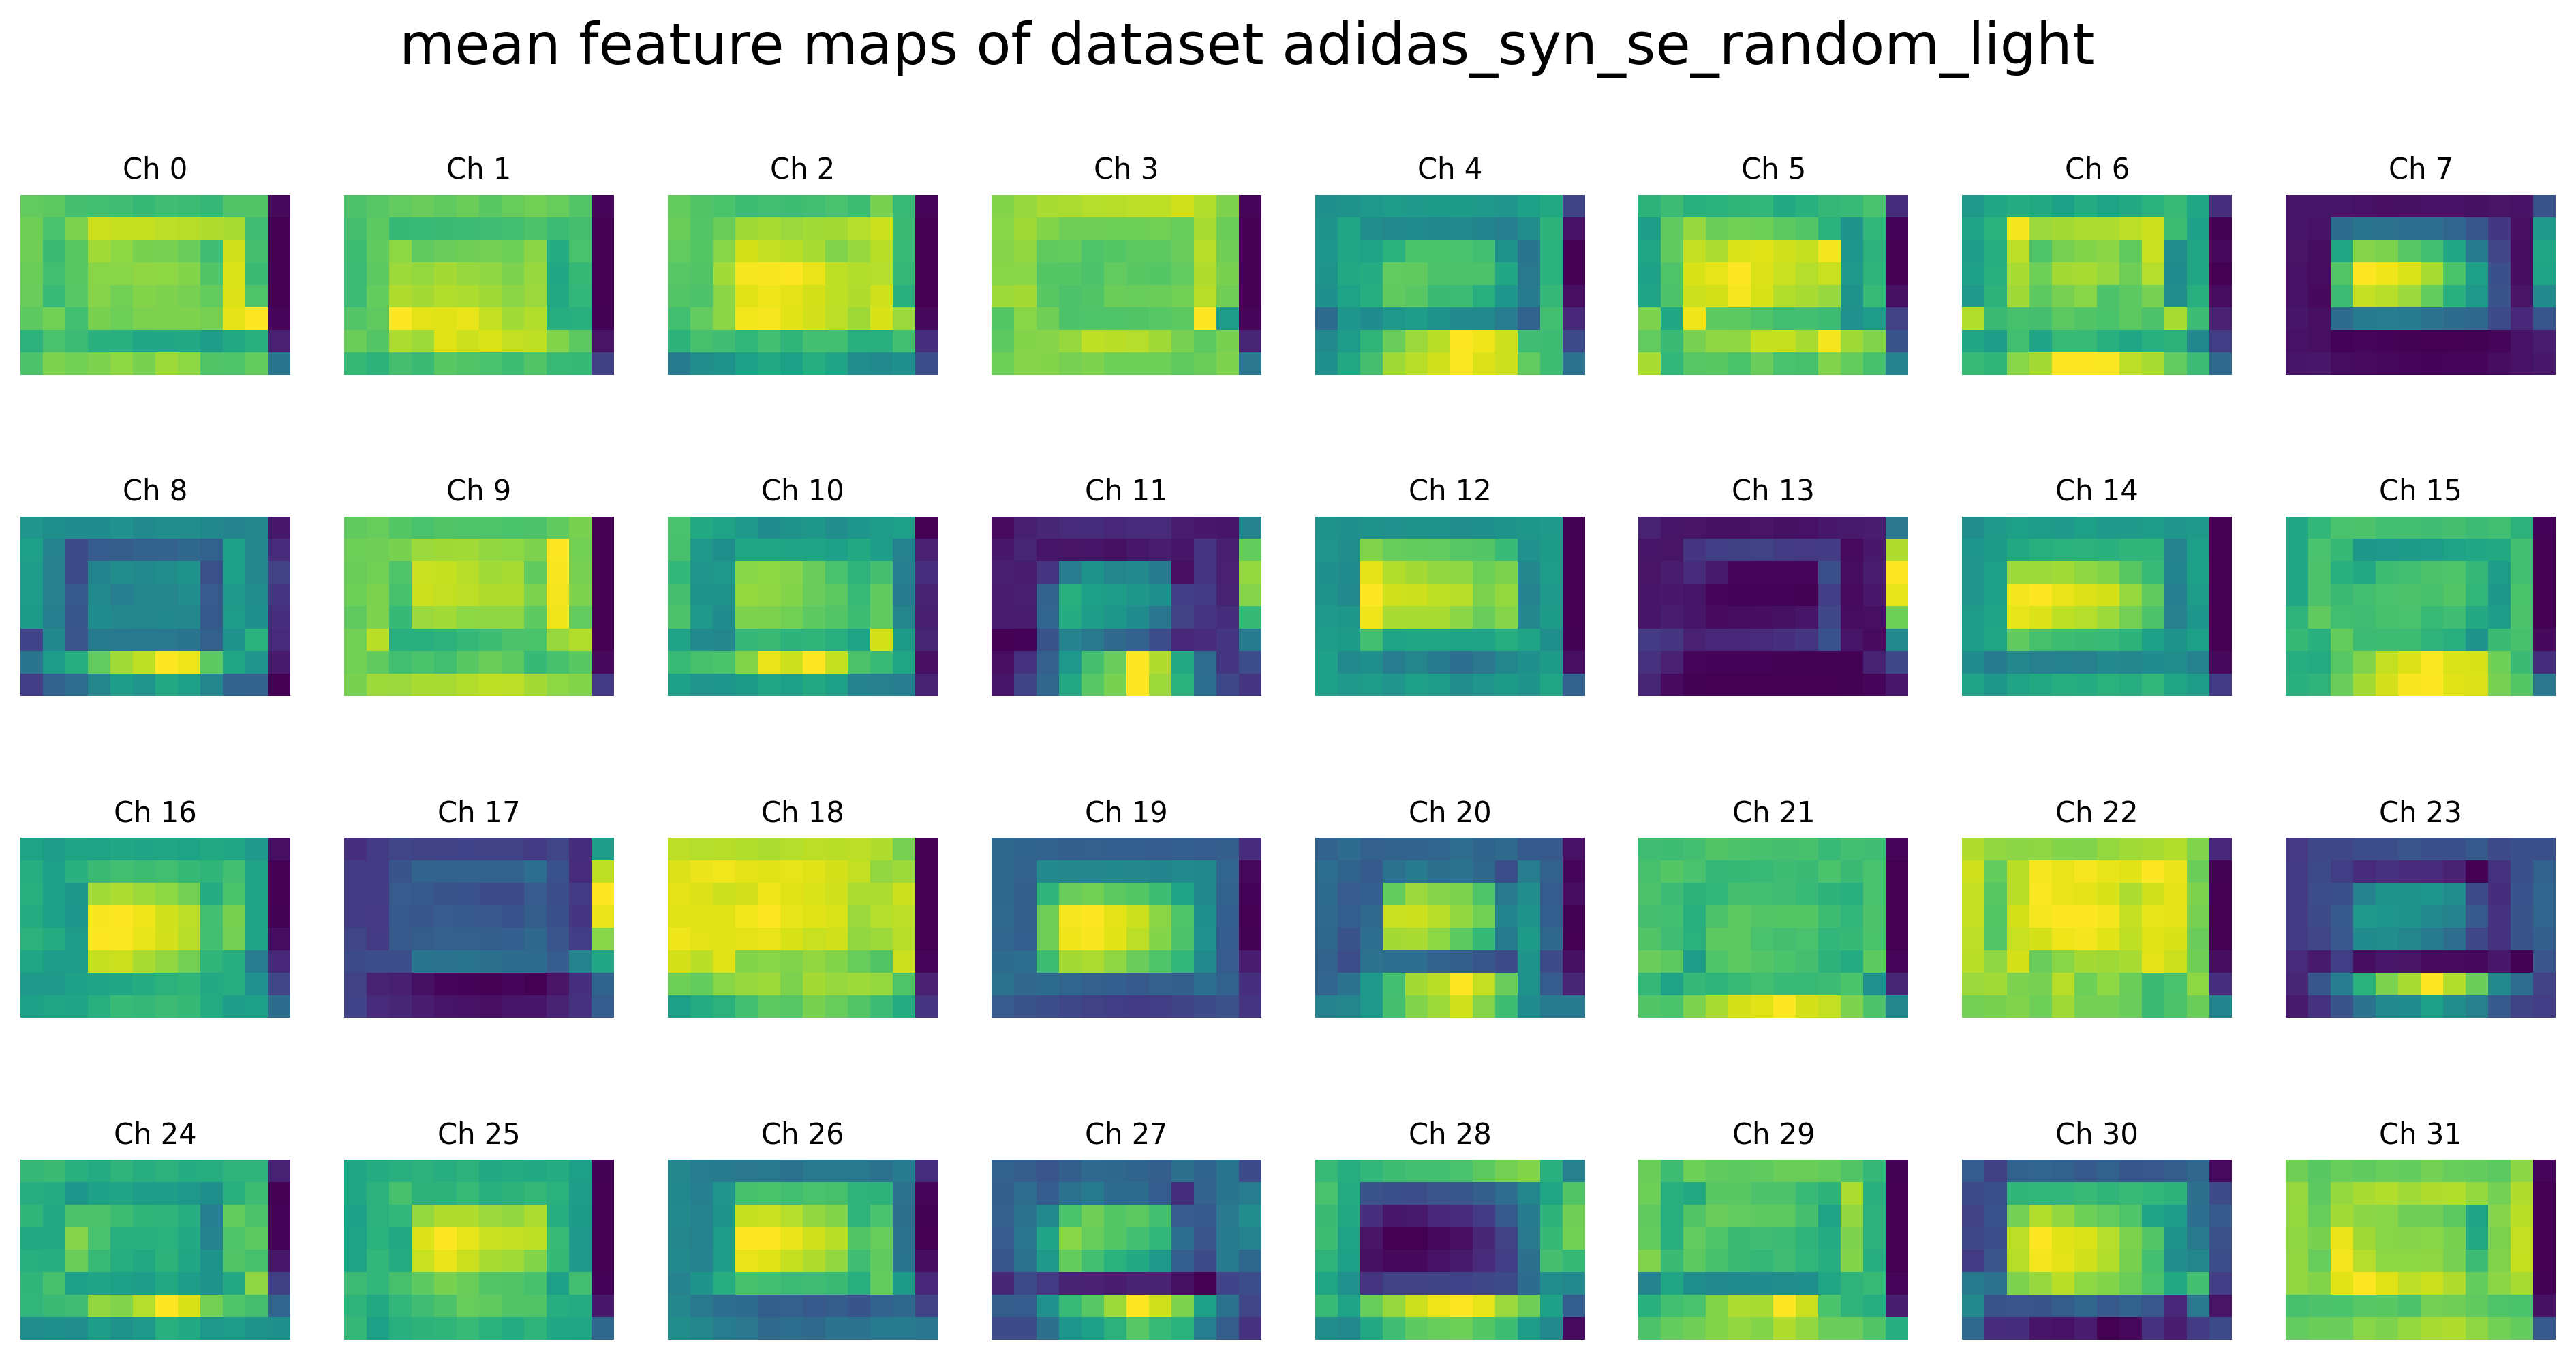 mean feature maps of dataset adidas_syn_se_random_light
Ch 0 Ch 1 Ch 2 Ch 3 Ch 4 Ch 5 Ch 6 Ch 7
Ch 8 Ch 9 Ch 10 Ch 11 Ch 12 Ch 13 Ch 14 Ch 15
Ch 16 Ch 17 Ch 18 Ch 19 Ch 20 Ch 21 Ch 22 Ch 23
Ch 24 Ch 25 Ch 26 Ch 27 Ch 28 Ch 29 Ch 30 Ch 31